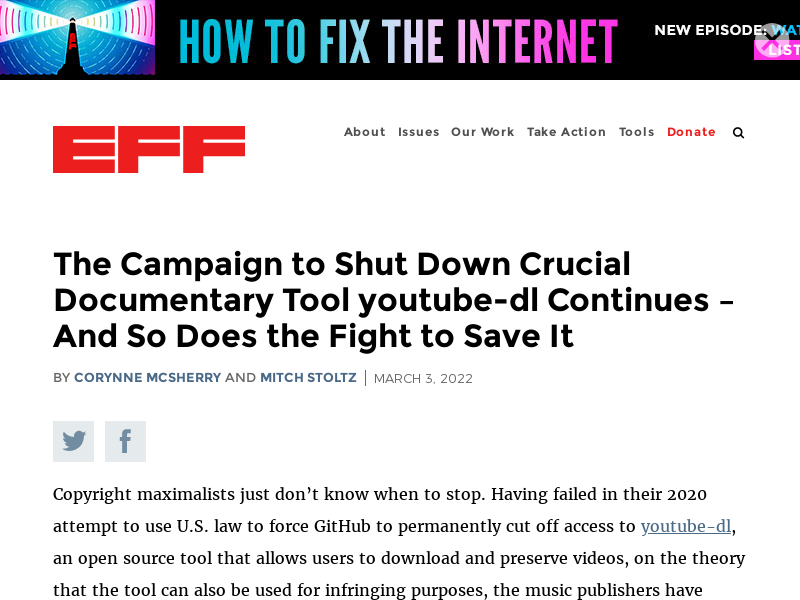 HOW TO FIX THE INTERNET
NEW EPISODE: WAT
LIST
EFF
About Issues Our Work Take Action Tools Donate
The Campaign to Shut Down Crucial
Documentary Tool youtube-dl Continues –
And So Does the Fight to Save It
BY CORYNNE MCSHERRY AND MITCH STOLTZ | MARCH 3, 2022
Copyright maximalists just don’t know when to stop. Having failed in their 2020
attempt to use U.S. law to force GitHub to permanently cut off access to youtube-dl,
an open source tool that allows users to download and preserve videos, on the theory
that the tool can also be used for infringing purposes, the music publishers have